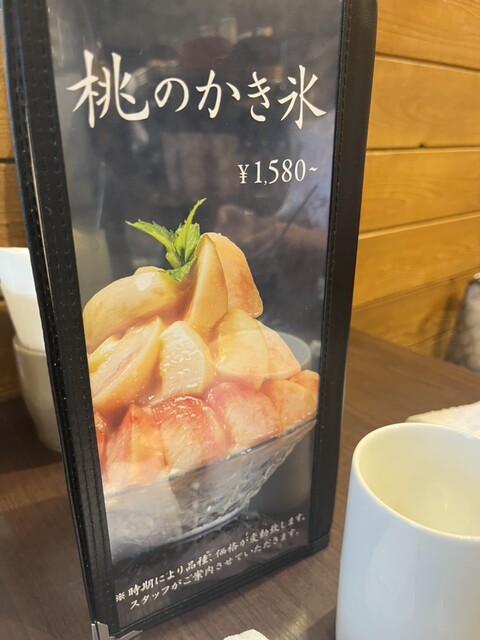 桃のかき氷
¥1,580~
※時期により品種、価格が変動致します。
スタッフがご案内させていただきます。